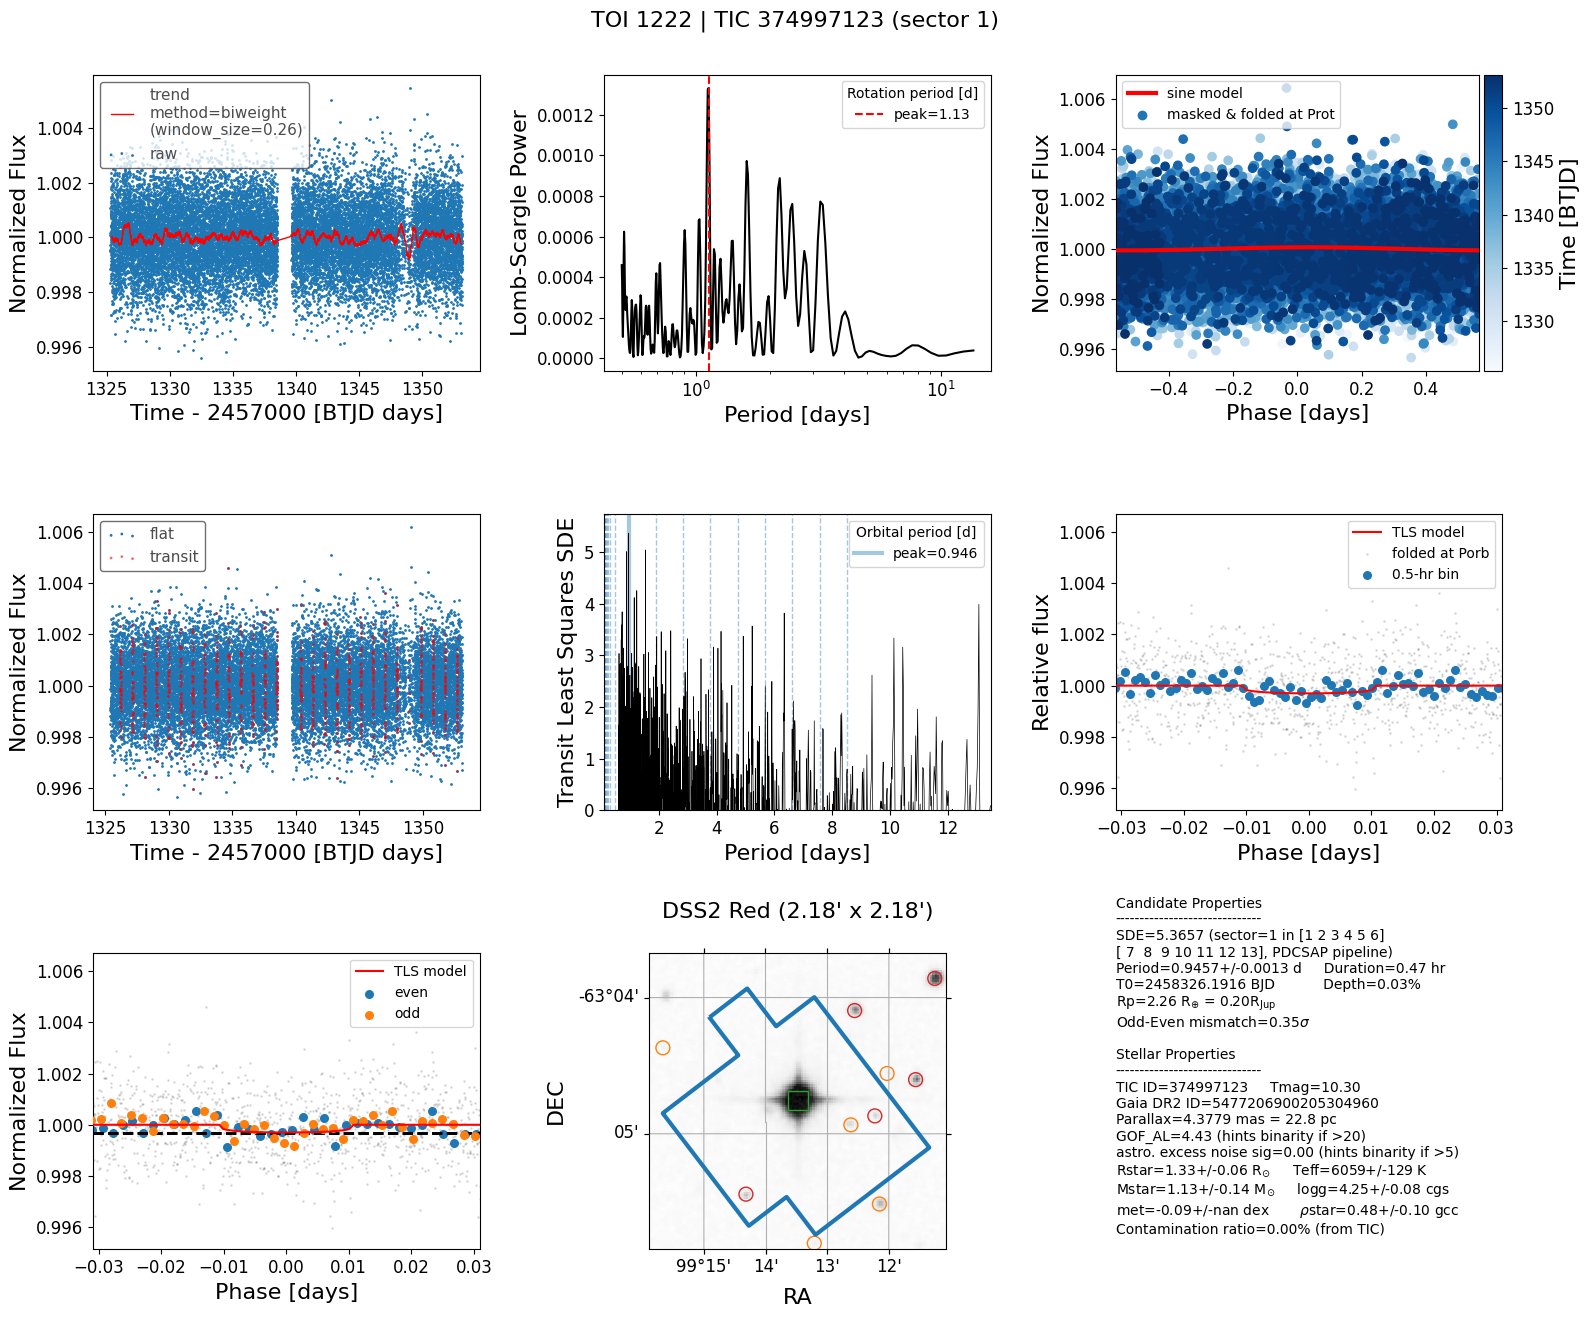 TOI 1222 | TIC 374997123 (sector 1)
Normalized Flux
1.004
1.002
1.000
0.998
0.996
trend
method=biweight
(window_size=0.26)
raw
1325 1330 1335 1340 1345 1350
Time - 2457000 [BTJD days]
Lomb-Scargle Power
0.0012
0.0010
0.0008
0.0006
0.0004
0.0002
0.0000
Rotation period [d]
peak=1.13
10⁰ 10¹
Period [days]
Normalized Flux
1.006
1.004
1.002
1.000
0.998
0.996
sine model
masked & folded at Prot
−0.4 −0.2 0.0 0.2 0.4
Phase [days]
1350
1345
1340
1335
1330
Time [BTJD]
Normalized Flux
1.006
1.004
1.002
1.000
0.998
0.996
flat
transit
1325 1330 1335 1340 1345 1350
Time - 2457000 [BTJD days]
Transit Least Squares SDE
5
4
3
2
1
0
Orbital period [d]
peak=0.946
2 4 6 8 10 12
Period [days]
Relative flux
1.006
1.004
1.002
1.000
0.998
0.996
TLS model
folded at Porb
0.5-hr bin
−0.03 −0.02 −0.01 0.00 0.01 0.02 0.03
Phase [days]
Normalized Flux
1.006
1.004
1.002
1.000
0.998
0.996
TLS model
even
odd
−0.03 −0.02 −0.01 0.00 0.01 0.02 0.03
Phase [days]
DSS2 Red (2.18' x 2.18')
DEC
-63°04'
05'
99°15' 14' 13' 12'
RA
Candidate Properties
-------------------------------
SDE=5.3657 (sector=1 in [1 2 3 4 5 6]
[ 7 8 9 10 11 12 13], PDCSAP pipeline)
Period=0.9457+/-0.0013 d Duration=0.47 hr
T0=2458326.1916 BJD Depth=0.03%
Rp=2.26 R⊕ = 0.20RJup
Odd-Even mismatch=0.35σ
Stellar Properties
-------------------------------
TIC ID=374997123 Tmag=10.30
Gaia DR2 ID=5477206900205304960
Parallax=4.3779 mas = 22.8 pc
GOF_AL=4.43 (hints binarity if >20)
astro. excess noise sig=0.00 (hints binarity if >5)
Rstar=1.33+/-0.06 R⊙ Teff=6059+/-129 K
Mstar=1.13+/-0.14 M⊙ logg=4.25+/-0.08 cgs
met=-0.09+/-nan dex ρstar=0.48+/-0.10 gcc
Contamination ratio=0.00% (from TIC)